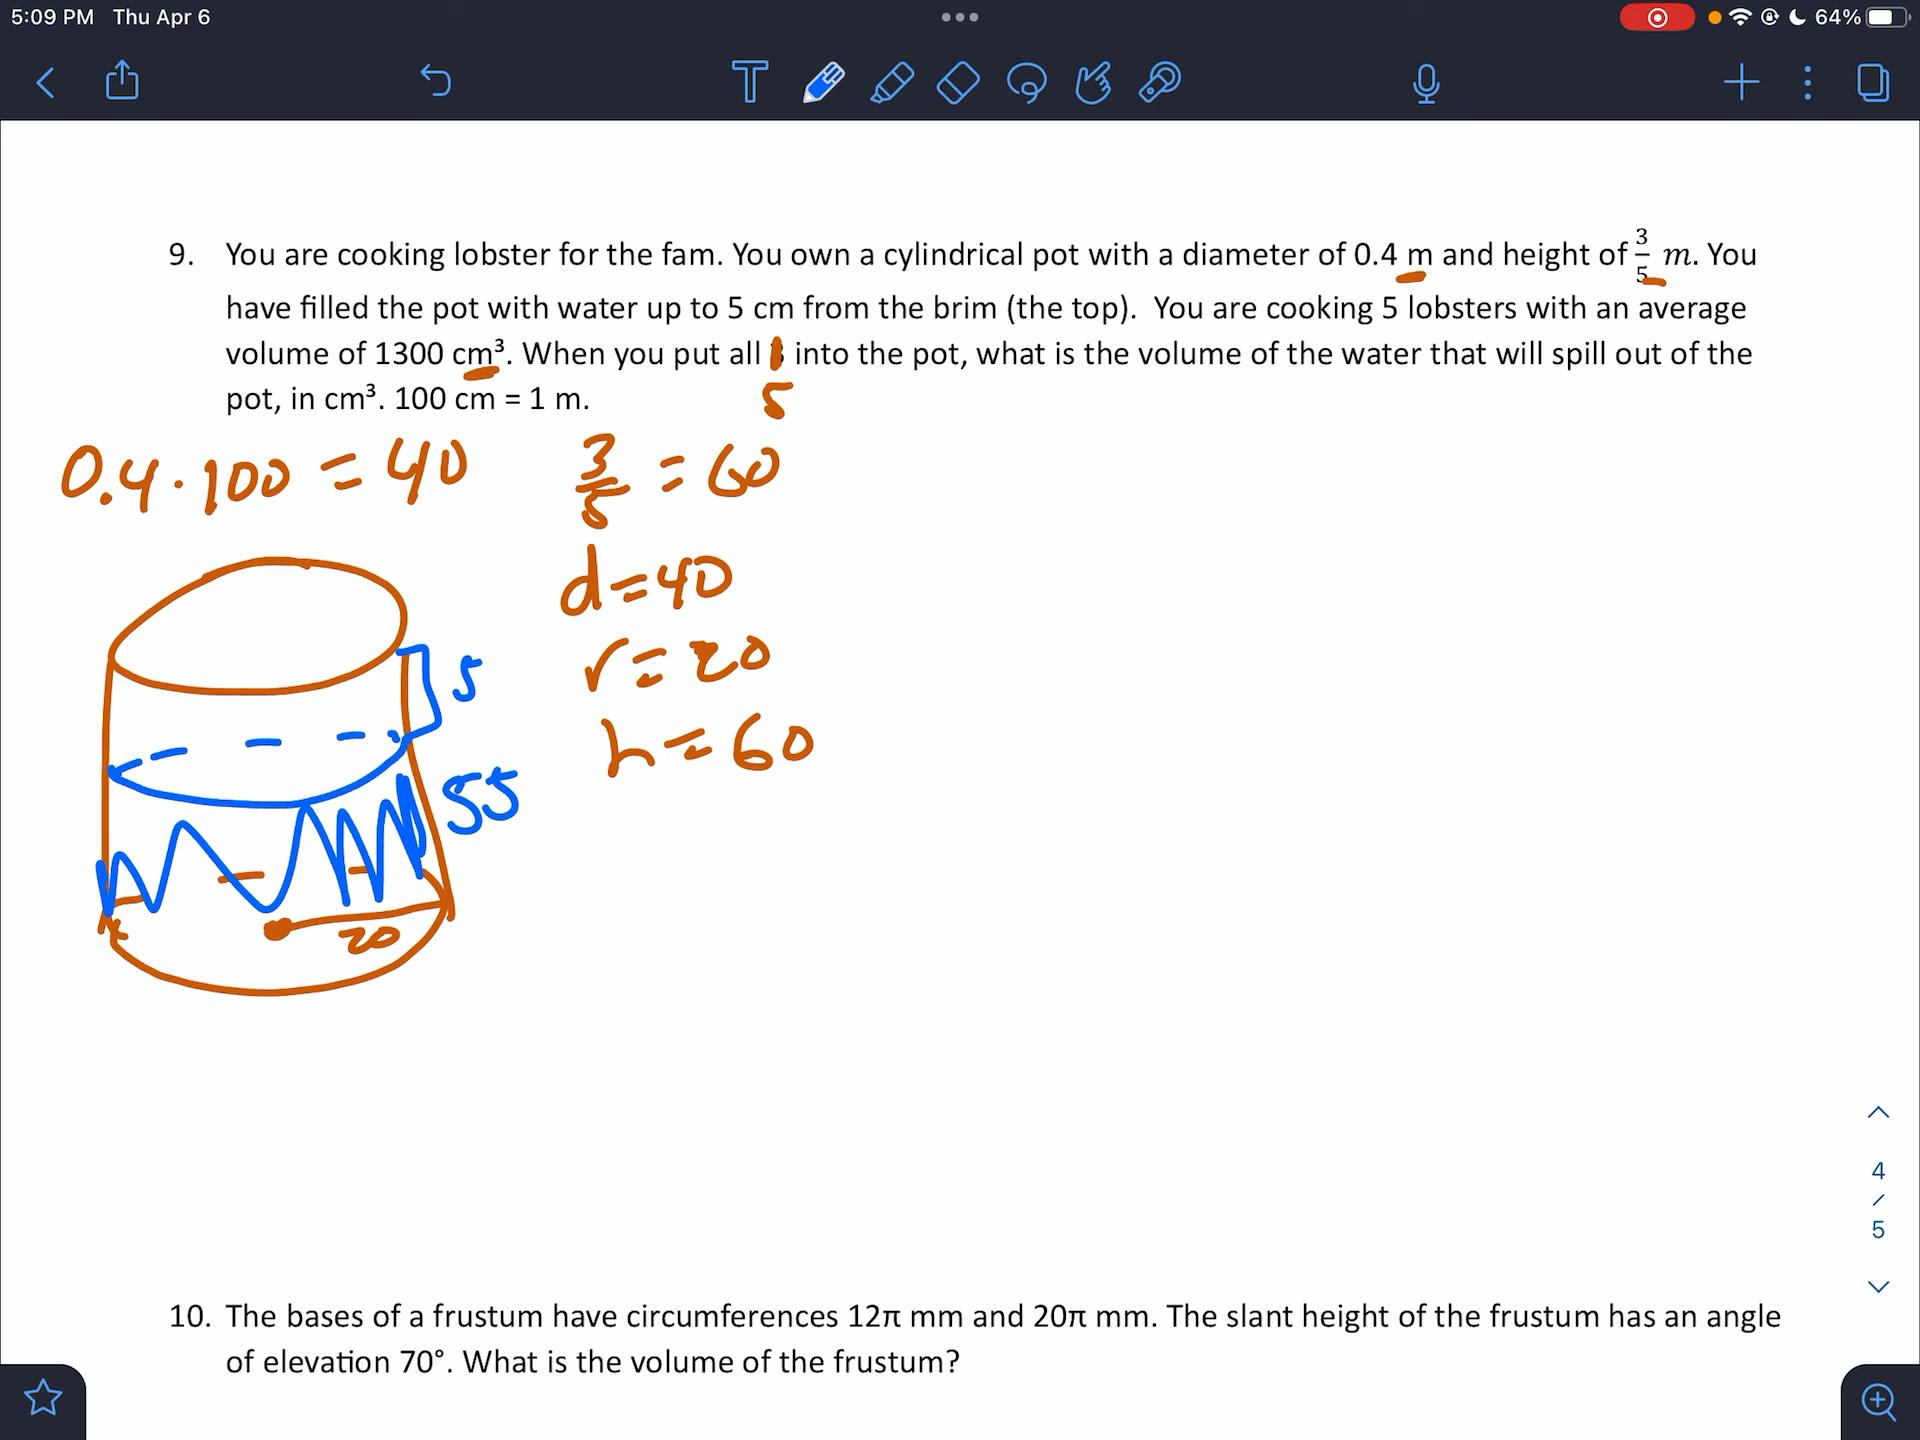 5:09 PM Thu Apr 6
64%
9. You are cooking lobster for the fam. You own a cylindrical pot with a diameter of 0.4 m and height of 3/5 m. You
have filled the pot with water up to 5 cm from the brim (the top). You are cooking 5 lobsters with an average
volume of 1300 cm³. When you put all into the pot, what is the volume of the water that will spill out of the
5
pot, in cm³. 100 cm = 1 m.
0.4 · 100 = 40
3/5 = 60
d=40
r=20
h=60
5
55
20
4
/
5
10. The bases of a frustum have circumferences 12π mm and 20π mm. The slant height of the frustum has an angle
of elevation 70°. What is the volume of the frustum?